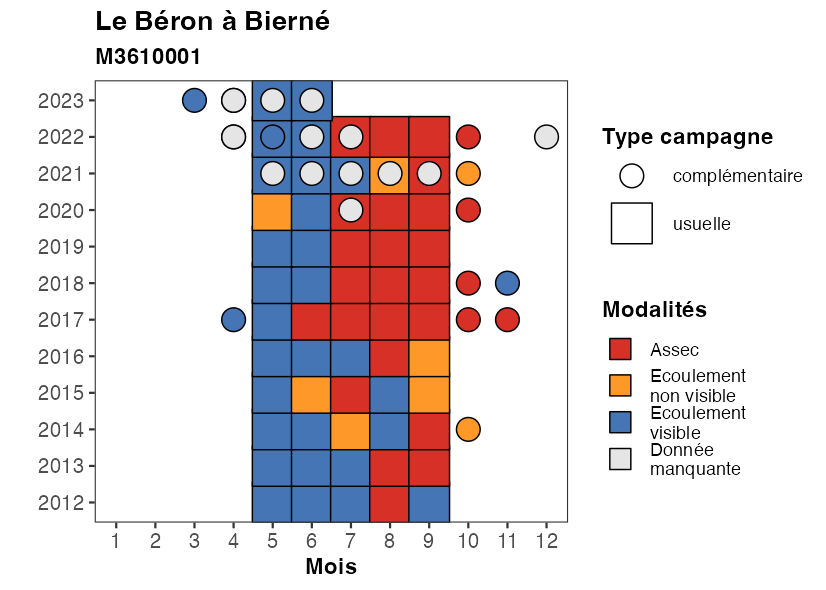 Le Béron à Bierné
M3610001
2023
2022
2021
2020
2019
2018
2017
2016
2015
2014
2013
2012
1 2 3 4 5 6 7 8 9 10 11 12
Mois
Type campagne
complémentaire
usuelle
Modalités
Assec
Ecoulement
non visible
Ecoulement
visible
Donnée
manquante